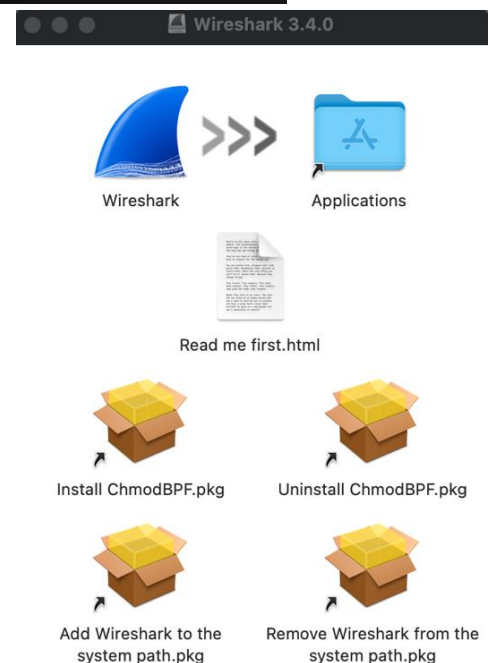 Wireshark 3.4.0
Wireshark
Applications
Read me first.html
Install ChmodBPF.pkg
Uninstall ChmodBPF.pkg
Add Wireshark to the
system path.pkg
Remove Wireshark from the
system path.pkg